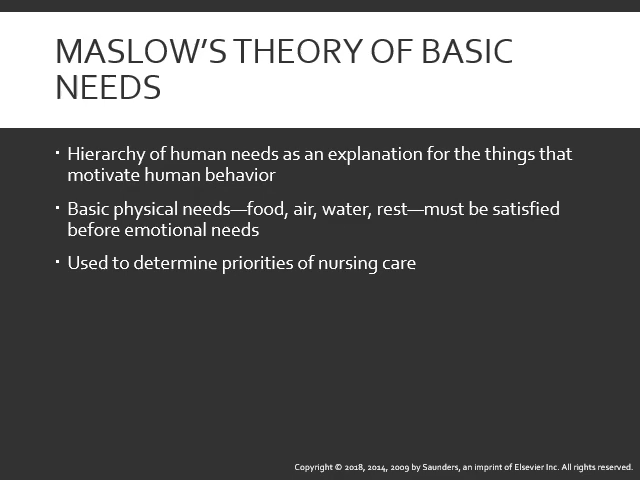 MASLOW’S THEORY OF BASIC
NEEDS
▪ Hierarchy of human needs as an explanation for the things that
motivate human behavior
▪ Basic physical needs—food, air, water, rest—must be satisfied
before emotional needs
▪ Used to determine priorities of nursing care
Copyright © 2018, 2014, 2009 by Saunders, an imprint of Elsevier Inc. All rights reserved.